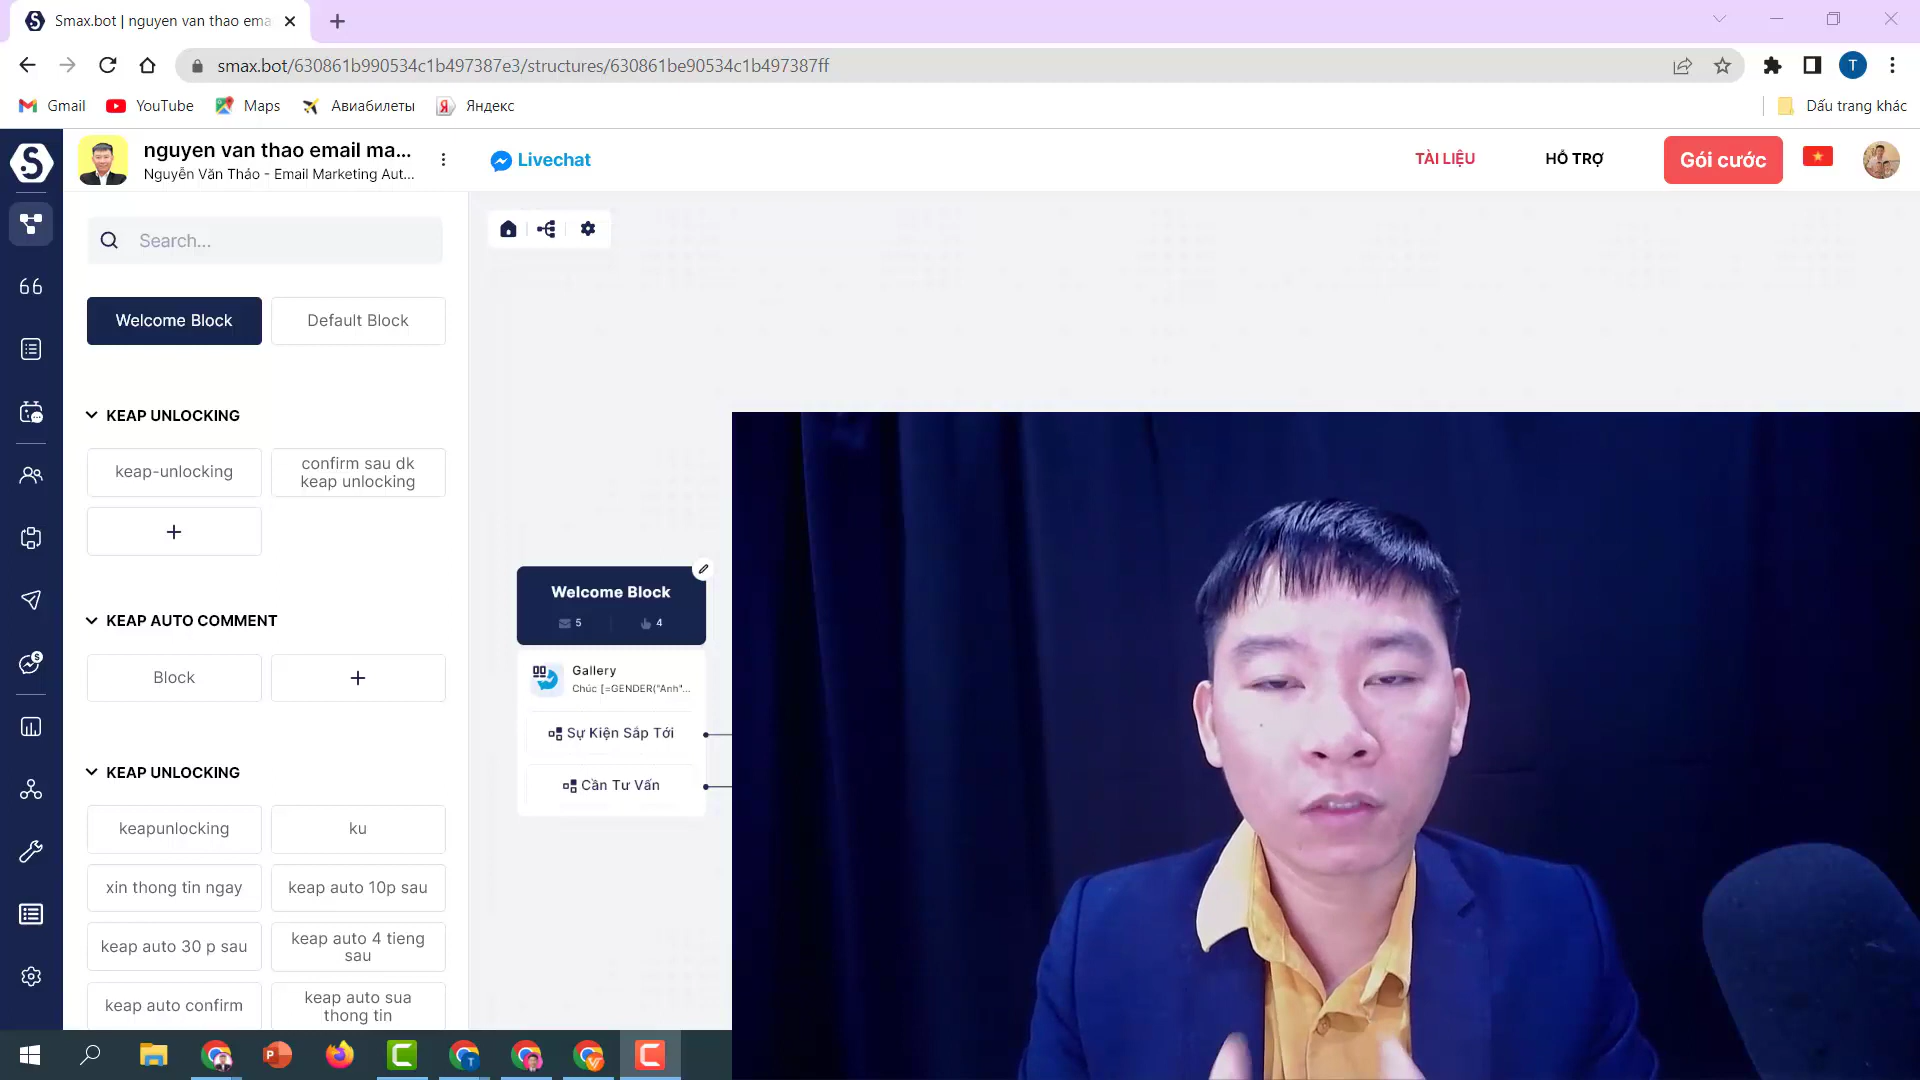 Smax.bot | nguyen van thao ema
smax.bot/630861b990534c1b497387e3/structures/630861be90534c1b497387ff
T
Gmail
YouTube
Maps
Авиабилеты
Яндекс
Dấu trang khác
nguyen van thao email ma...
Nguyễn Văn Thảo - Email Marketing Aut...
Livechat
TÀI LIỆU
HỖ TRỢ
Gói cước
Search...
Welcome Block
Default Block
KEAP UNLOCKING
keap-unlocking
confirm sau dk
keap unlocking
+
KEAP AUTO COMMENT
Block
+
KEAP UNLOCKING
keapunlocking
ku
xin thong tin ngay
keap auto 10p sau
keap auto 30 p sau
keap auto 4 tieng
sau
keap auto confirm
keap auto sua
thong tin
Welcome Block
5
4
Gallery
Chúc [=GENDER("Anh"...
Sự Kiện Sắp Tới
Cần Tư Vấn